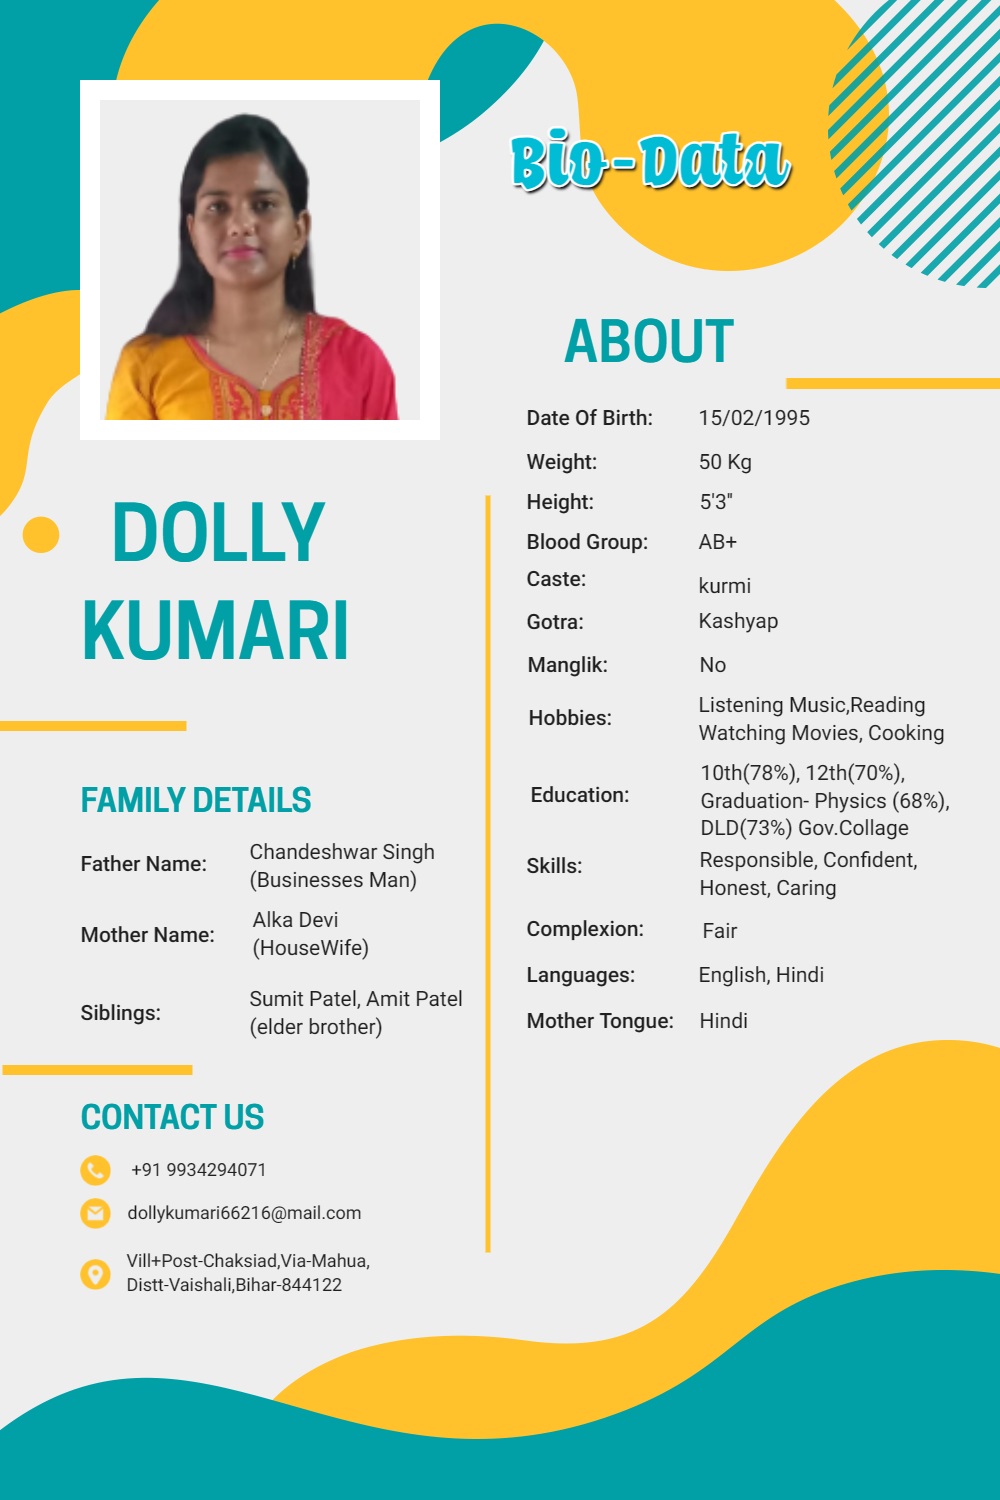 Bio-Data
DOLLY
KUMARI
FAMILY DETAILS
Father Name: Chandeshwar Singh
(Businesses Man)
Mother Name: Alka Devi
(HouseWife)
Siblings: Sumit Patel, Amit Patel
(elder brother)
CONTACT US
+91 9934294071
dollykumari66216@mail.com
Vill+Post-Chaksiad,Via-Mahua,
Distt-Vaishali,Bihar-844122
ABOUT
Date Of Birth: 15/02/1995
Weight: 50 Kg
Height: 5'3"
Blood Group: AB+
Caste: kurmi
Gotra: Kashyap
Manglik: No
Hobbies: Listening Music,Reading
Watching Movies, Cooking
Education: 10th(78%), 12th(70%),
Graduation- Physics (68%),
DLD(73%) Gov.Collage
Skills: Responsible, Confident,
Honest, Caring
Complexion: Fair
Languages: English, Hindi
Mother Tongue: Hindi